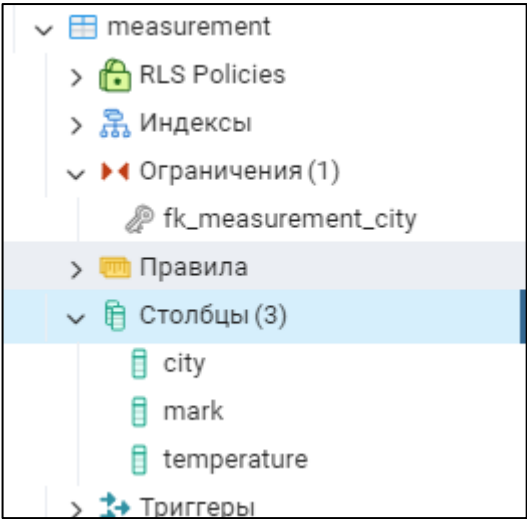 measurement
RLS Policies
Индексы
Ограничения (1)
fk_measurement_city
Правила
Столбцы (3)
city
mark
temperature
Триггеры